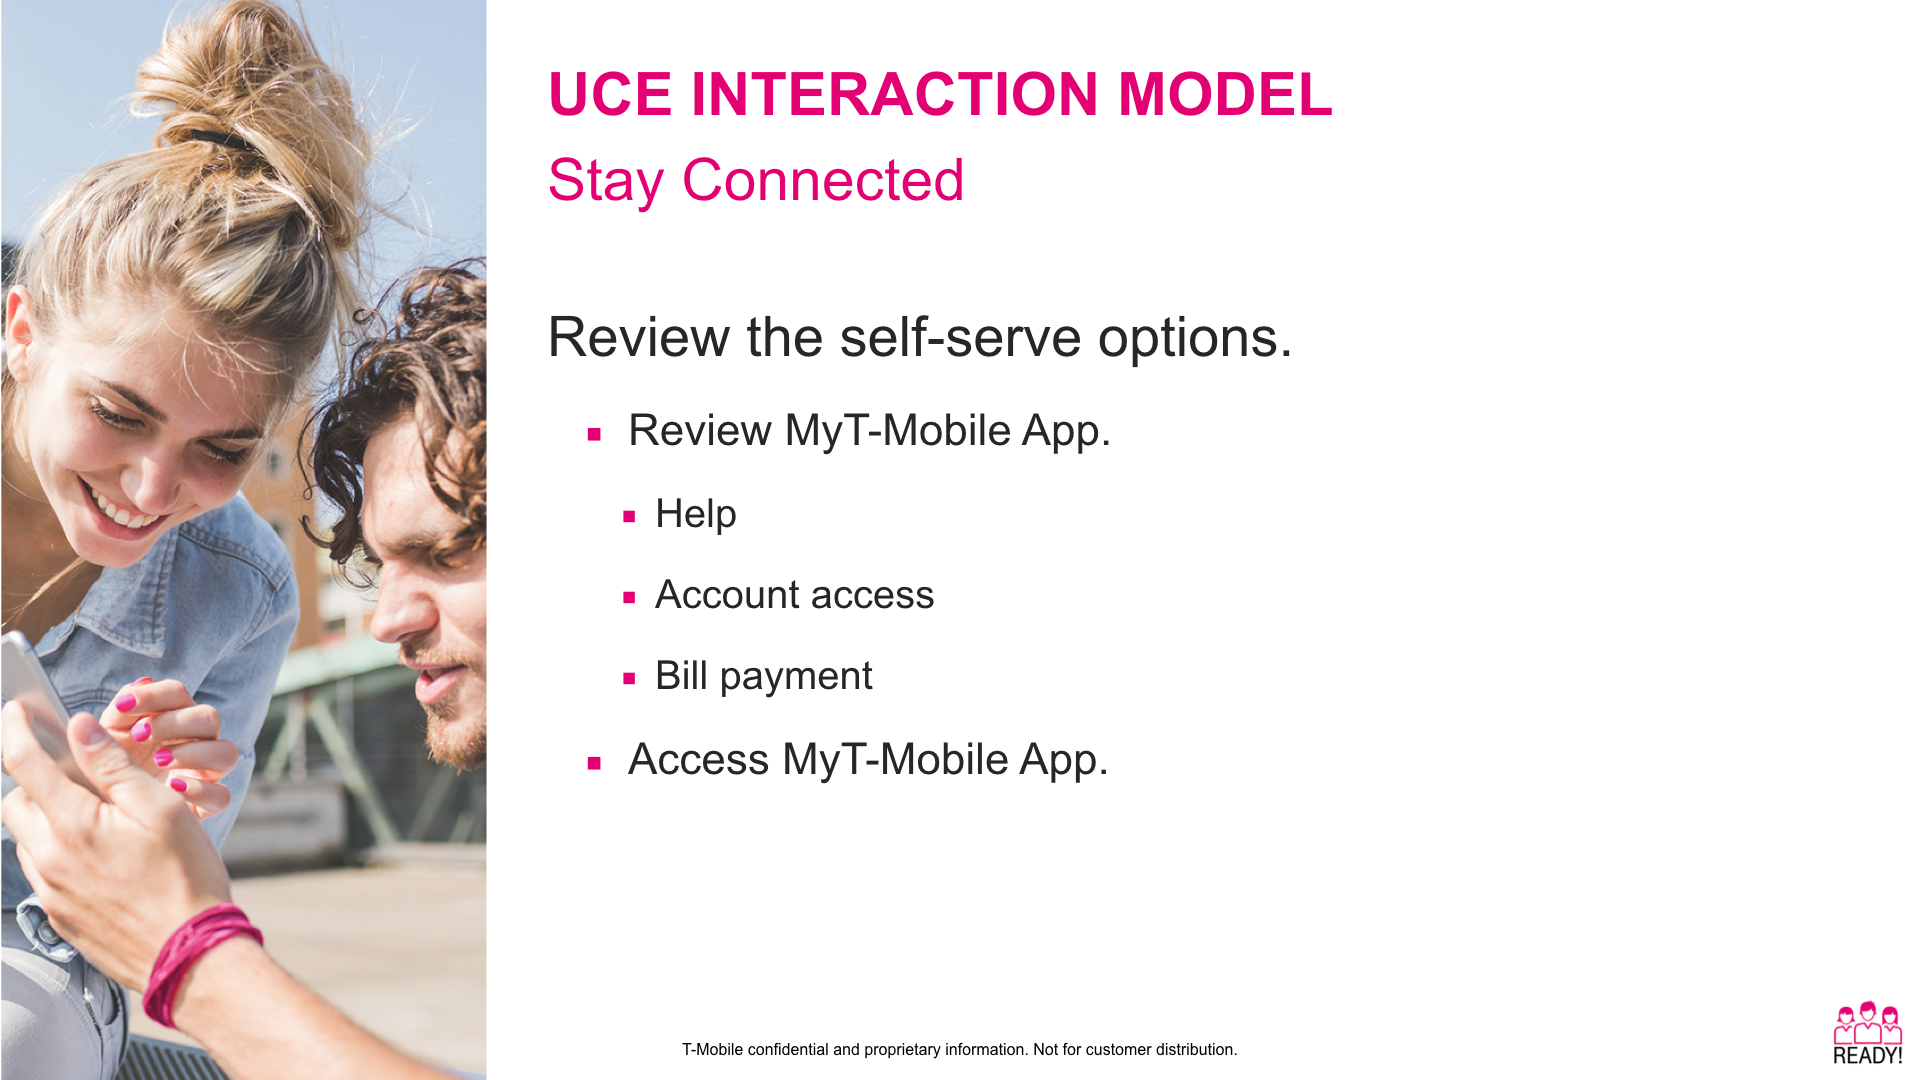 UCE INTERACTION MODEL
Stay Connected
Review the self-serve options.
Review MyT-Mobile App.
Help
Account access
Bill payment
Access MyT-Mobile App.
T-Mobile confidential and proprietary information. Not for customer distribution.
READY!